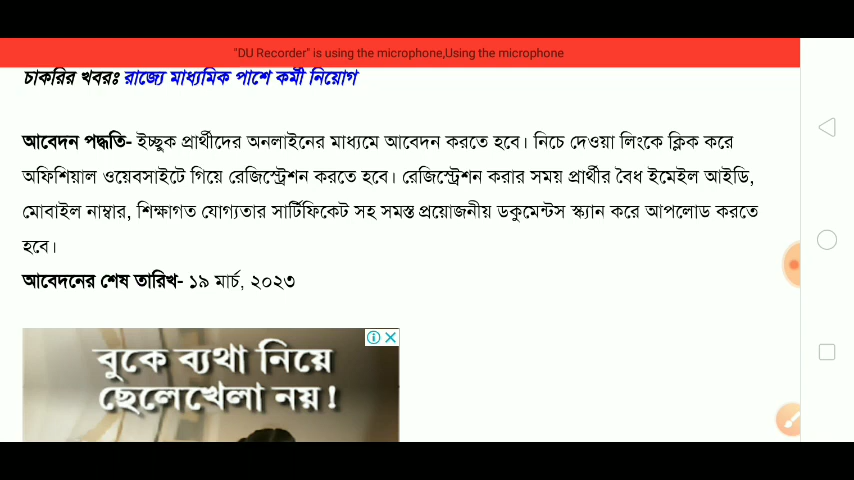 "DU Recorder" is using the microphone,Using the microphone
চাকরির খবরঃ রাজ্যে মাধ্যমিক পাশে কর্মী নিয়োগ
আবেদন পদ্ধতি- ইচ্ছুক প্রার্থীদের অনলাইনের মাধ্যমে আবেদন করতে হবে। নিচে দেওয়া লিংকে ক্লিক করে
অফিশিয়াল ওয়েবসাইটে গিয়ে রেজিস্ট্রেশন করতে হবে। রেজিস্ট্রেশন করার সময় প্রার্থীর বৈধ ইমেইল আইডি,
মোবাইল নাম্বার, শিক্ষাগত যোগ্যতার সার্টিফিকেট সহ সমস্ত প্রয়োজনীয় ডকুমেন্টস স্ক্যান করে আপলোড করতে
হবে।
আবেদনের শেষ তারিখ- ১৯ মার্চ, ২০২৩
বুকে ব্যথা নিয়ে
ছেলেখেলা নয়!